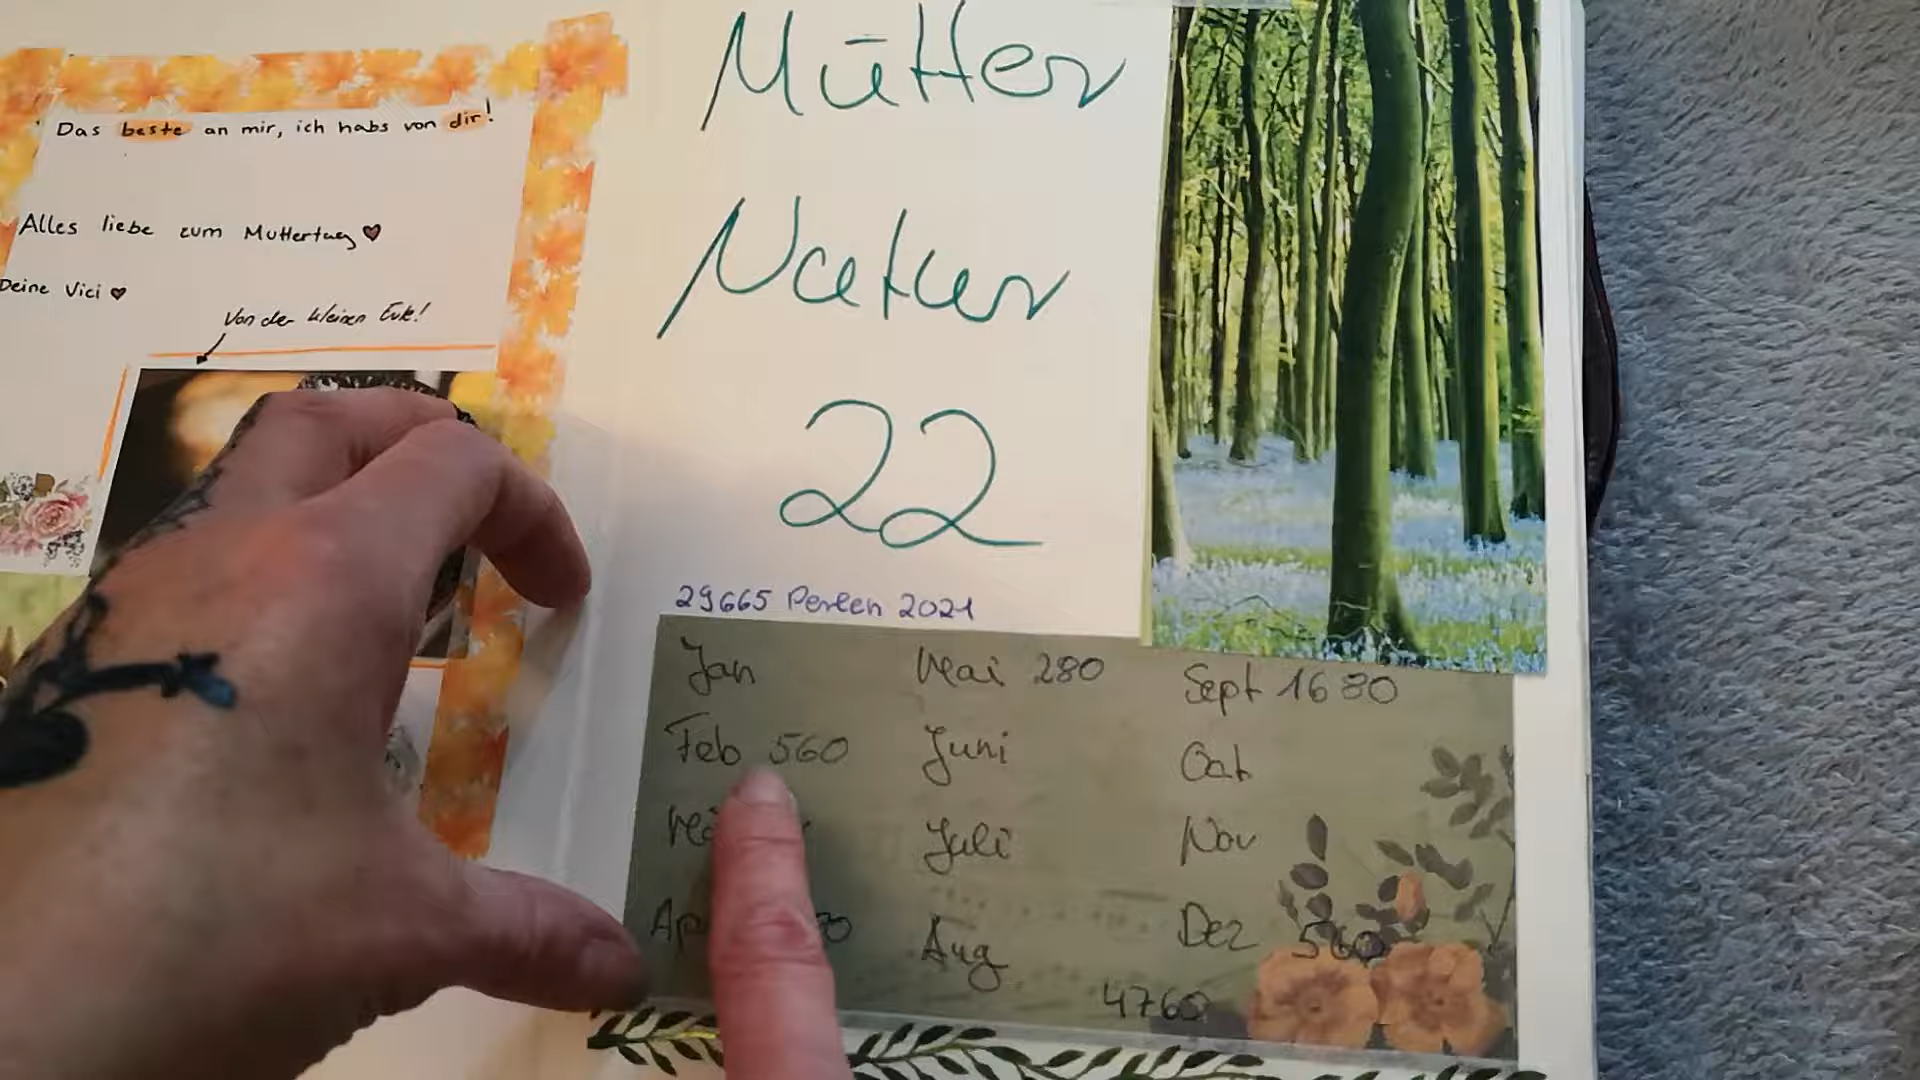 Das beste an mir, ich habs von dir!
Alles liebe zum Muttertag ♥
Deine Vici ♥
Von der kleinen Eule!
Mutter
Natur
22
29665 Perlen 2021
Jan
Feb 560
Mai 280
Juni
Juli
Aug
Sept 1680
Oct
Nov
Dez 560
4760